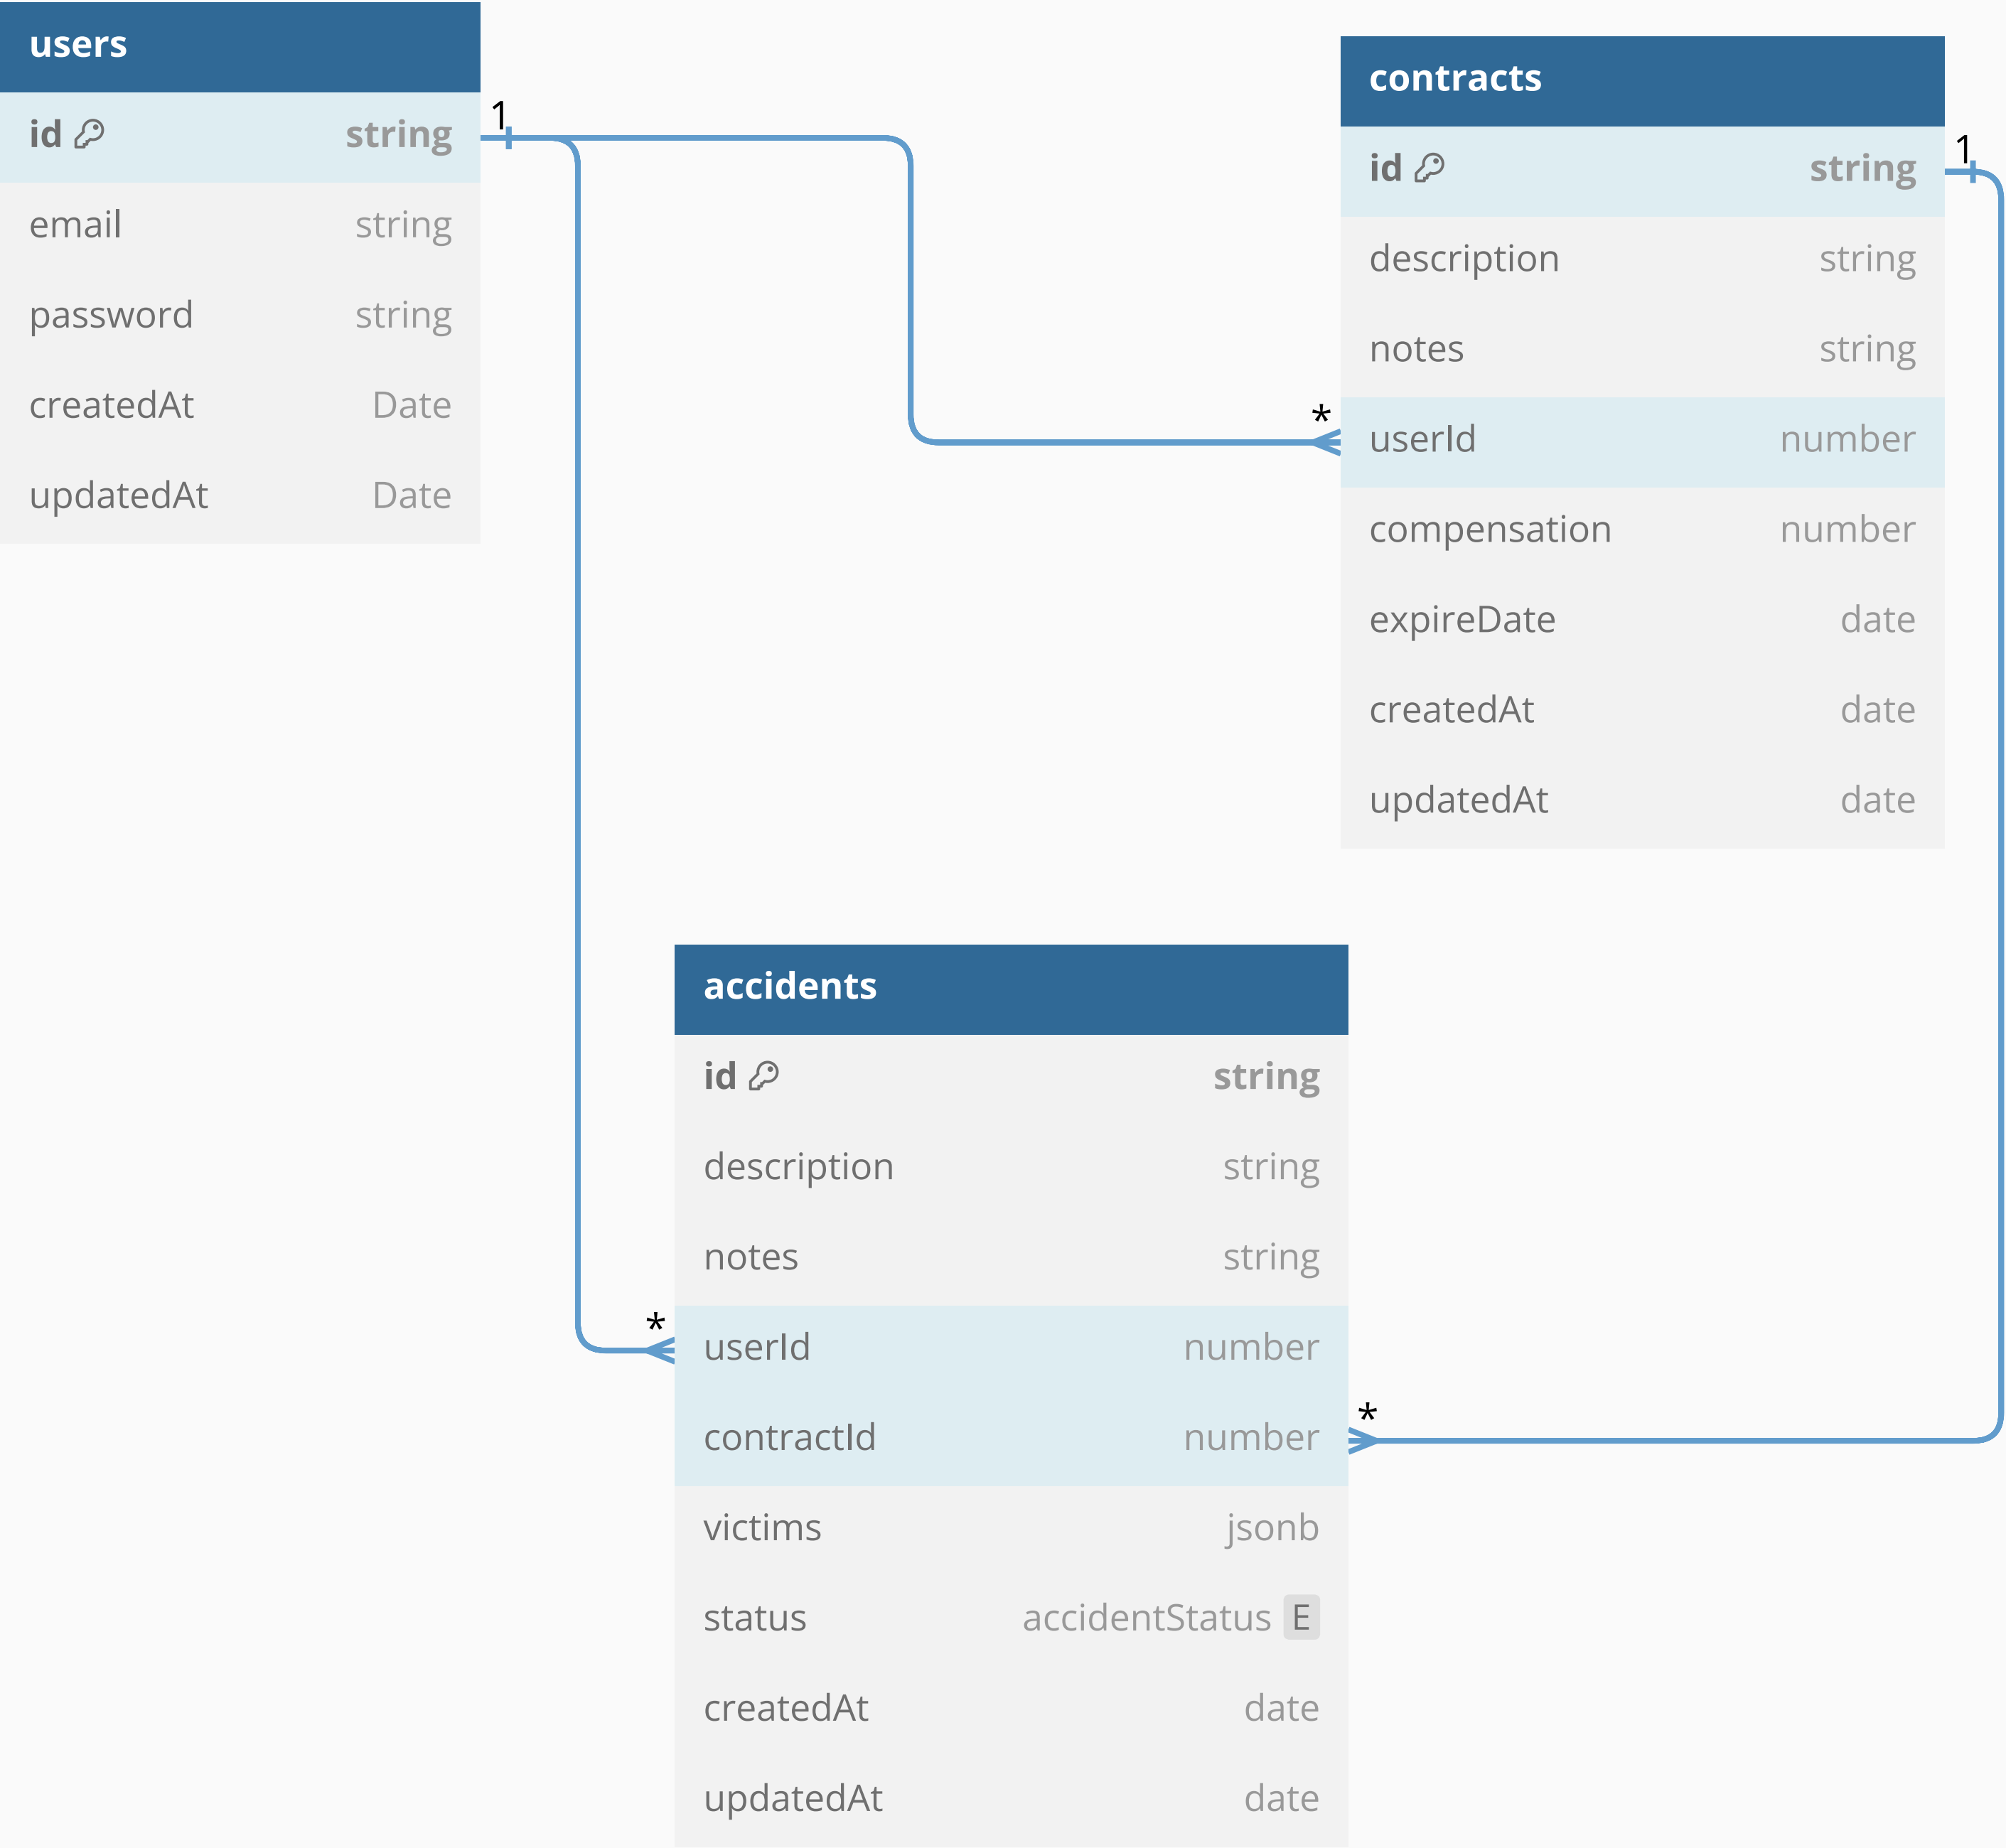 users
id string
email string
password string
createdAt Date
updatedAt Date
1
contracts
id string
description string
notes string
userId number
compensation number
expireDate date
createdAt date
updatedAt date
1
*
accidents
id string
description string
notes string
userId number
contractId number
victims jsonb
status accidentStatus E
createdAt date
updatedAt date
*
*